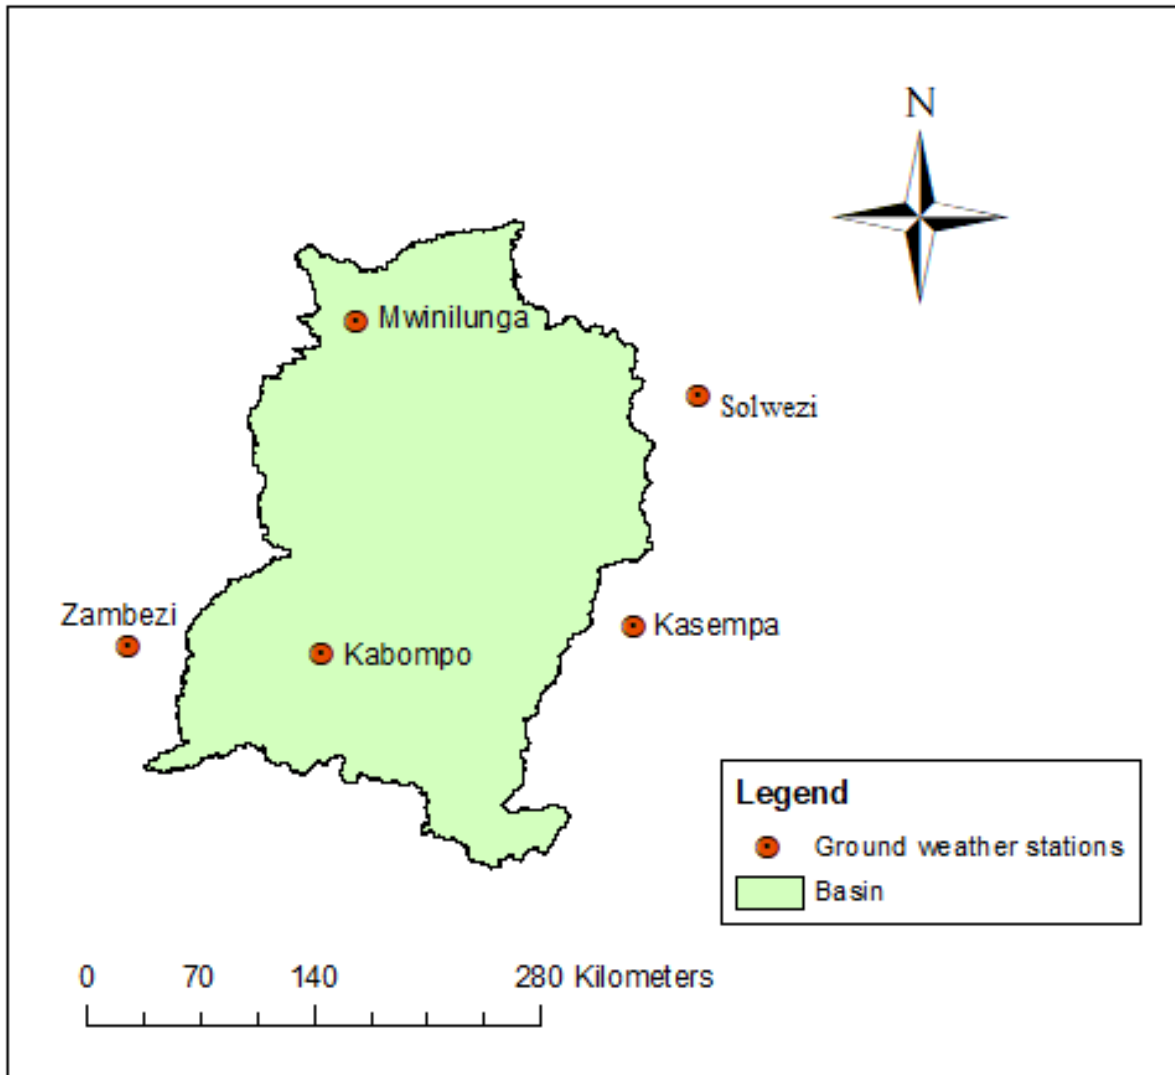 N
Mwinilunga
Solwezi
Zambezi
Kasempa
Kabompo
Legend
Ground weather stations
Basin
0 70 140 280 Kilometers